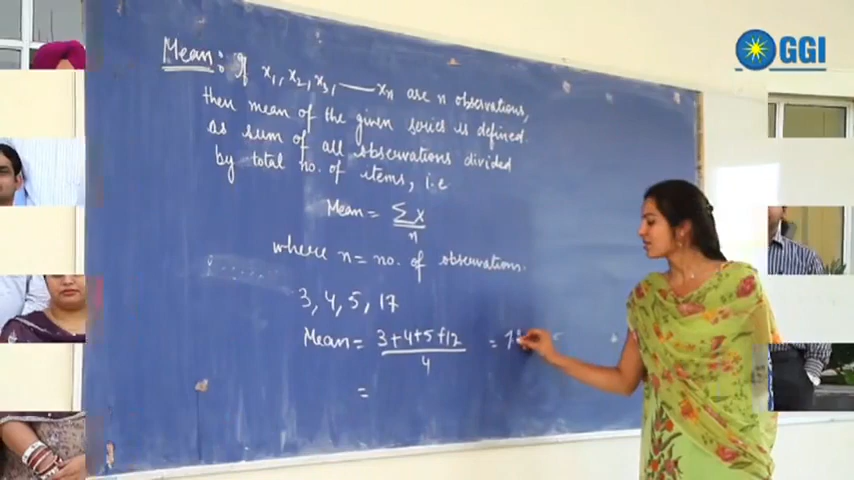 GGI
Mean: If x₁, x₂, x₃, — xₙ are n observations,
then mean of the given series is defined.
as sum of all observations divided
by total no. of items, i.e
Mean = Σx/n
where n = no. of observations.
3, 4, 5, 12
Mean = 3+4+5+12/4 =
=